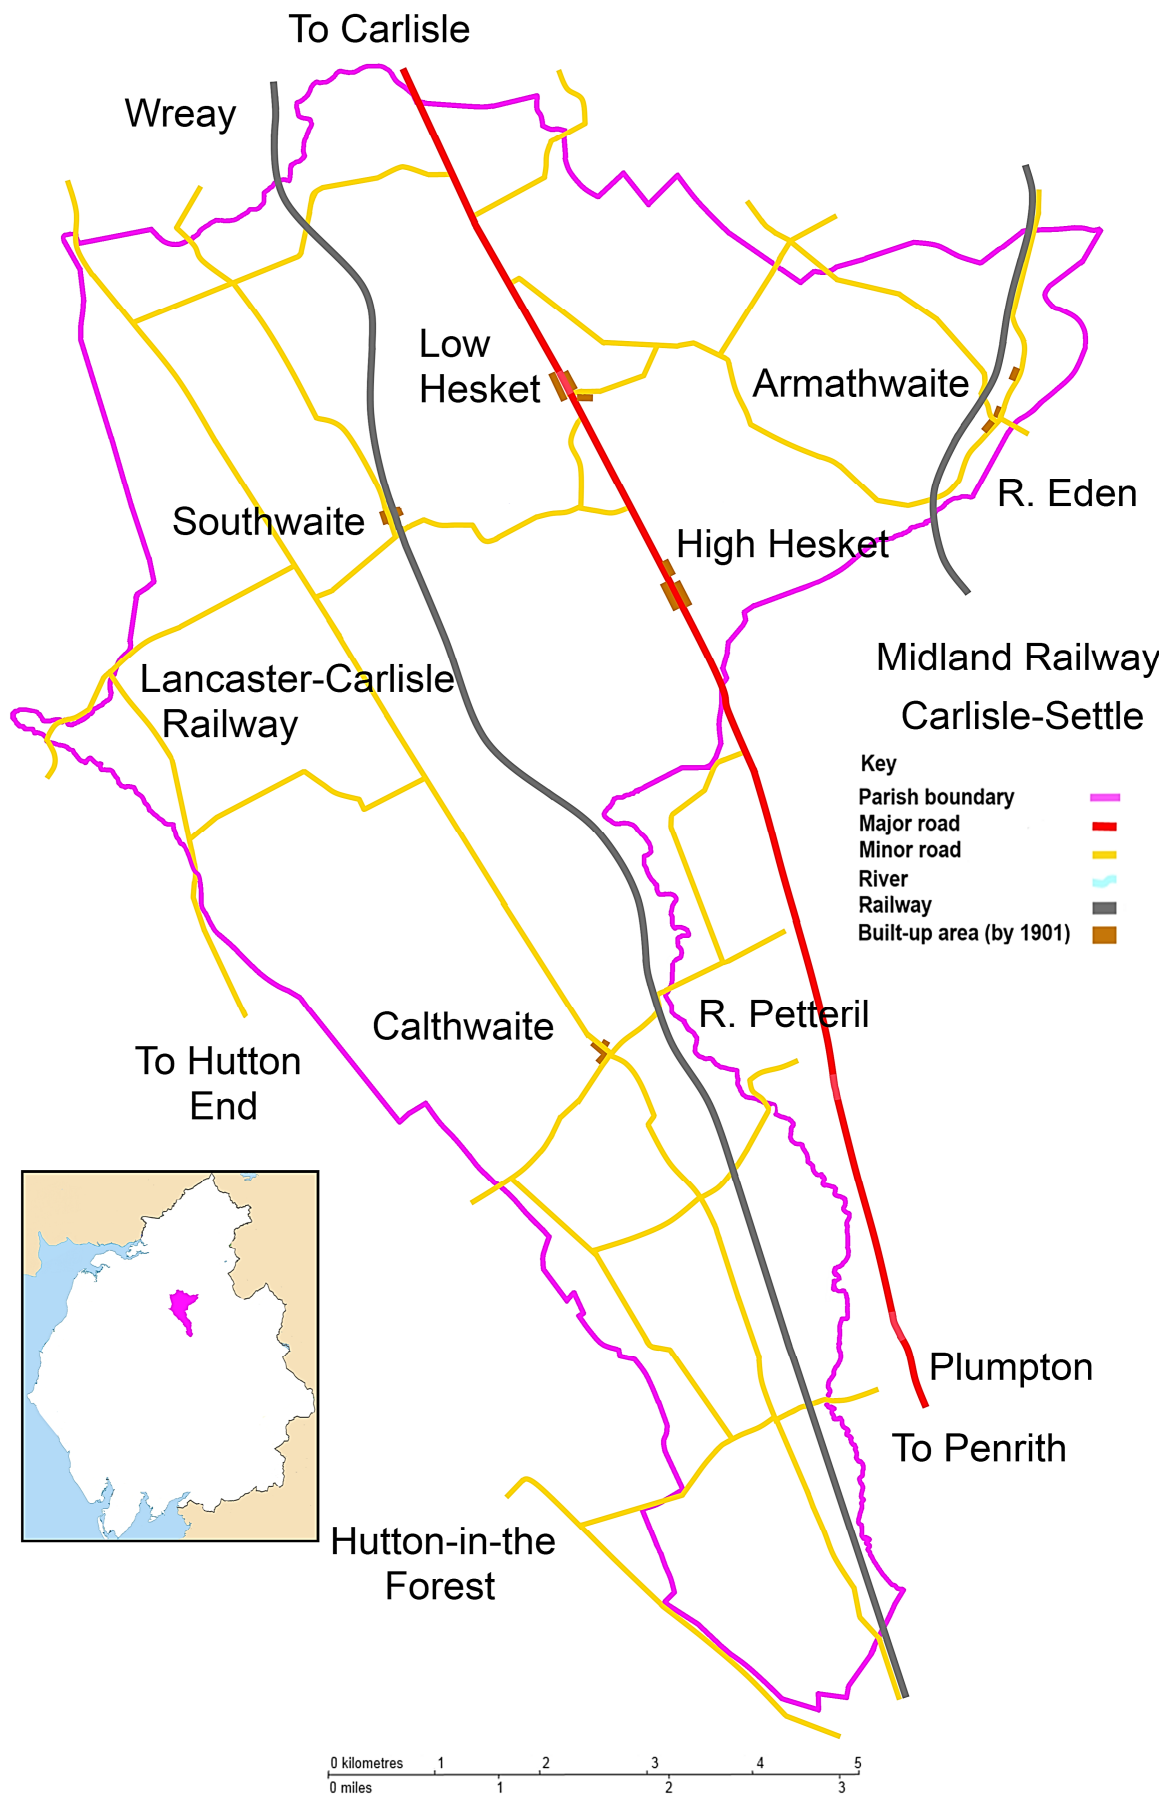 To Carlisle
Wreay
Low
Hesket
Armathwaite
R. Eden
Southwaite
High Hesket
Midland Railway
Carlisle-Settle
Lancaster-Carlisle
Railway
Key
Parish boundary
Major road
Minor road
River
Railway
Built-up area (by 1901)
Calthwaite
R. Petteril
To Hutton
End
Plumpton
To Penrith
Hutton-in-the
Forest
0 kilometres 1 2 3 4 5
0 miles 1 2 3